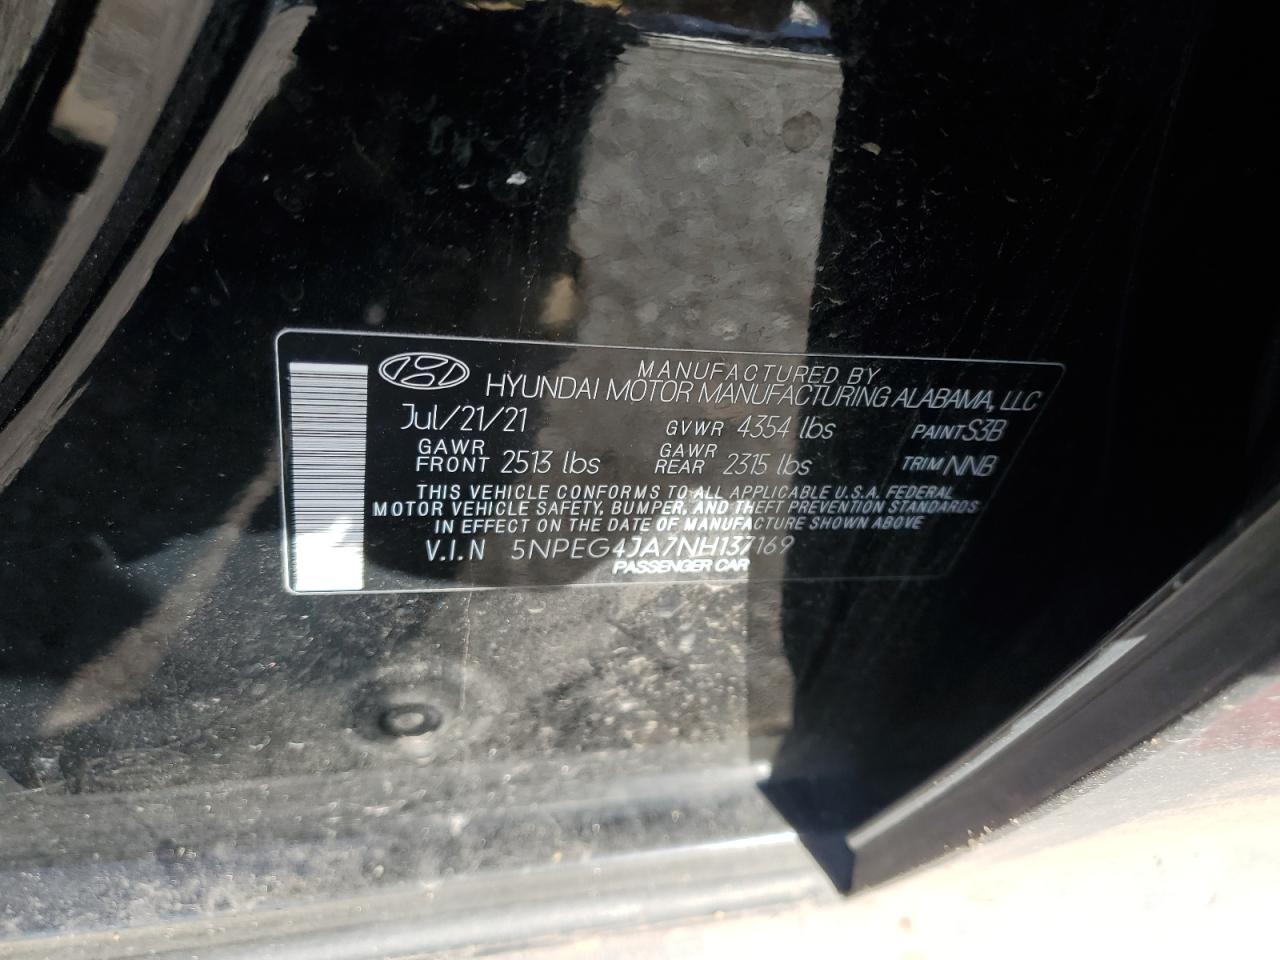 MANUFACTURED BY
HYUNDAI MOTOR MANUFACTURING ALABAMA, LLC
Jul/21/21 GVWR 4354 lbs PAINT S3B
GAWR FRONT 2513 lbs GAWR REAR 2315 lbs TRIM NNB
THIS VEHICLE CONFORMS TO ALL APPLICABLE U.S.A. FEDERAL
MOTOR VEHICLE SAFETY, BUMPER, AND THEFT PREVENTION STANDARDS
IN EFFECT ON THE DATE OF MANUFACTURE SHOWN ABOVE
V.I.N 5NPEG4JA7NH137169
PASSENGER CAR